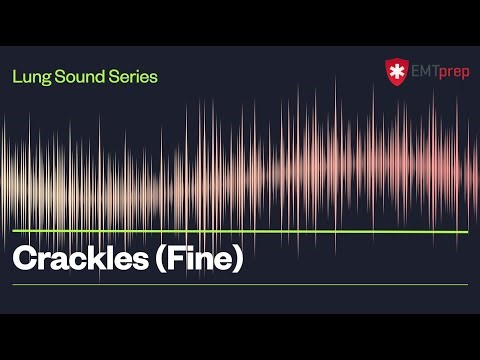 Lung Sound Series
EMTprep
Crackles (Fine)